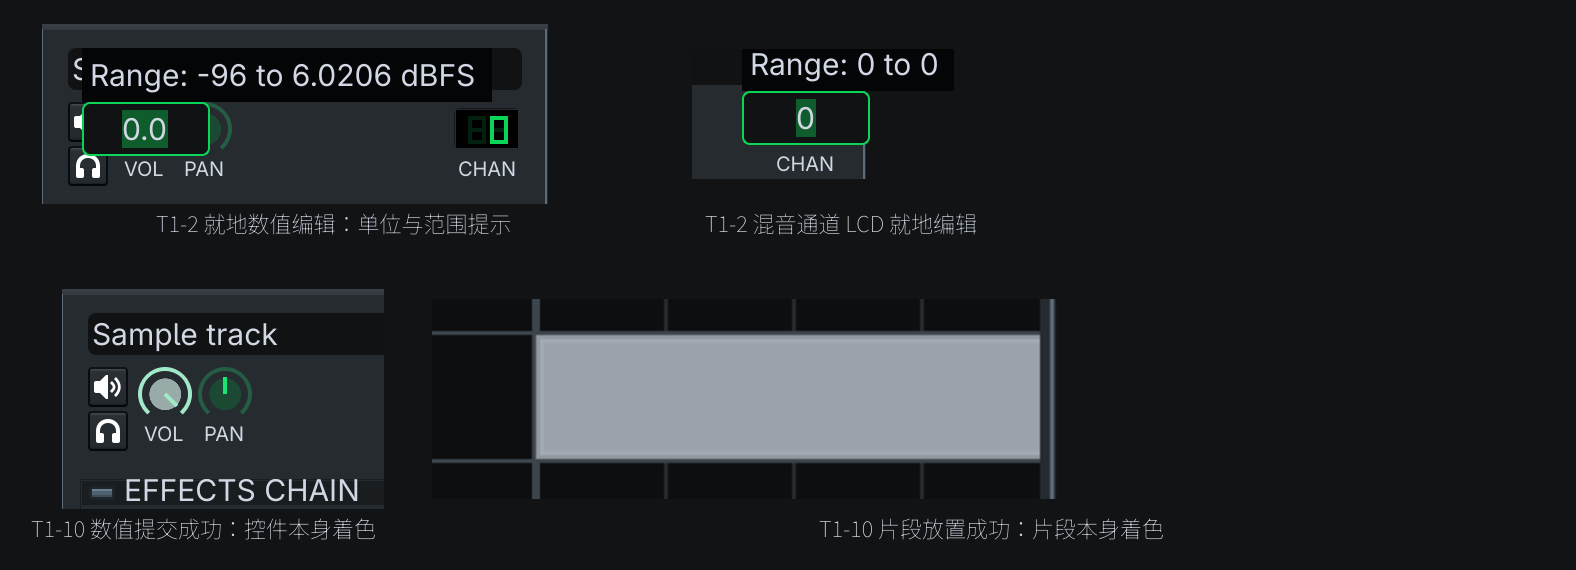 Range: -96 to 6.0206 dBFS
0.0
VOL
PAN
0
CHAN
T1-2 就地数值编辑：单位与范围提示
Range: 0 to 0
0
CHAN
T1-2 混音通道 LCD 就地编辑
Sample track
VOL
PAN
EFFECTS CHAIN
T1-10 数值提交成功：控件本身着色
T1-10 片段放置成功：片段本身着色